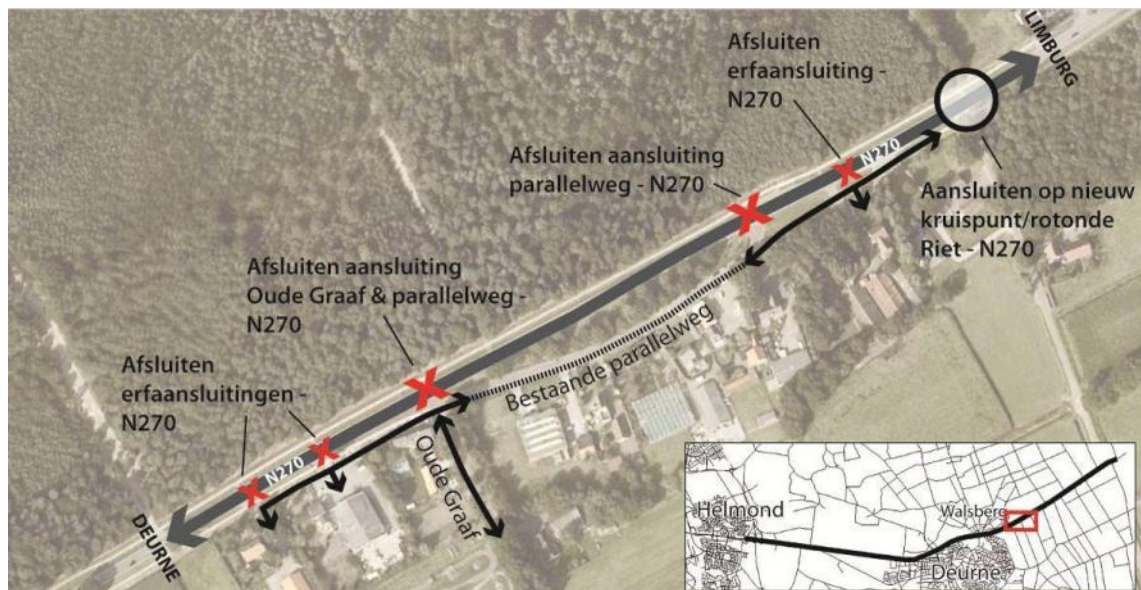 Afsluiten
erfaansluiting -
N270
LIMBURG
Afsluiten aansluiting
parallelweg - N270
N270
Aansluiten op nieuw
kruispunt/rotonde
Riet - N270
Afsluiten aansluiting
Oude Graaf & parallelweg -
N270
Bestaande parallelweg
Afsluiten
erfaansluitingen -
N270
N270
Oude Graaf
DEURNE
Helmond
Walsberg
Deurne